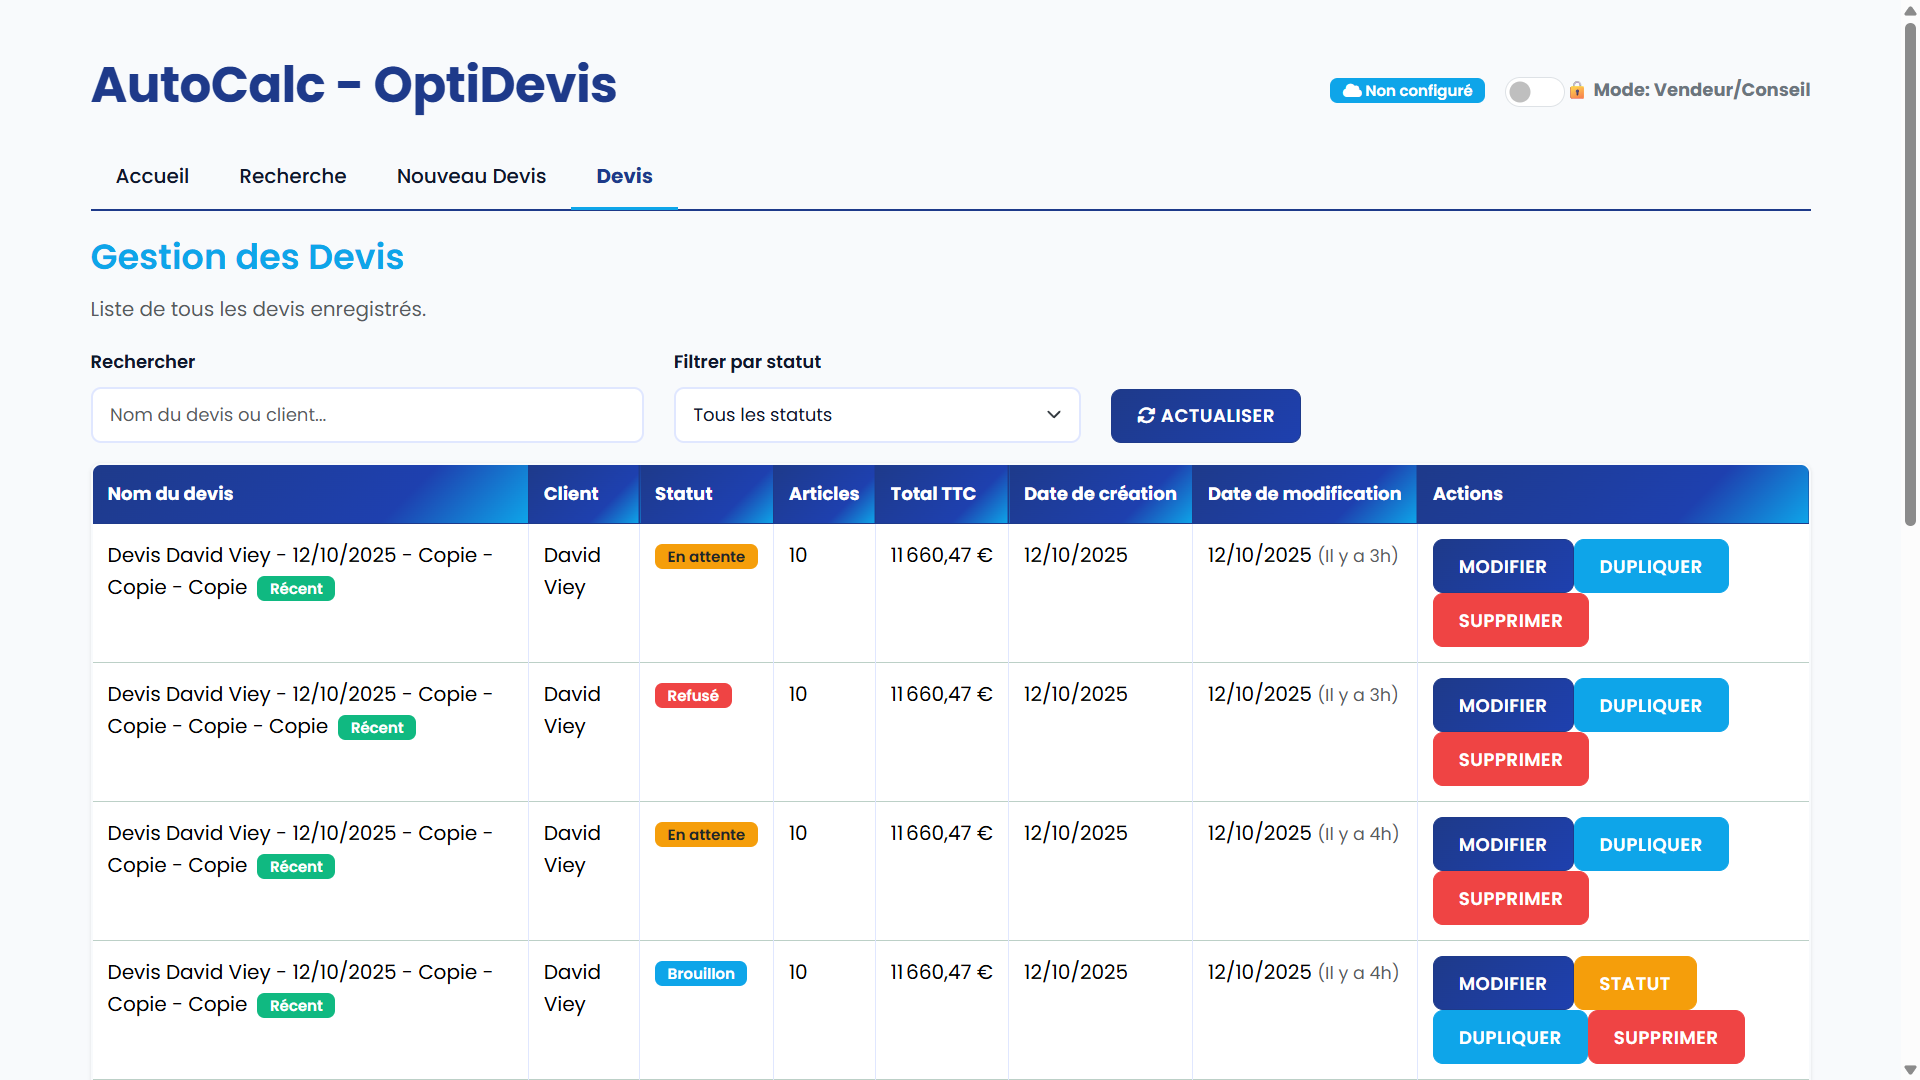 AutoCalc - OptiDevis
Non configuré
Mode: Vendeur/Conseil
Accueil Recherche Nouveau Devis Devis
Gestion des Devis
Liste de tous les devis enregistrés.
Rechercher
Filtrer par statut
Nom du devis ou client...
Tous les statuts
ACTUALISER
Nom du devis Client Statut Articles Total TTC Date de création Date de modification Actions
Devis David Viey - 12/10/2025 - Copie -
Copie - Copie Récent
David
Viey
En attente
10
11 660,47 €
12/10/2025
12/10/2025 (Il y a 3h)
MODIFIER DUPLIQUER
SUPPRIMER
Devis David Viey - 12/10/2025 - Copie -
Copie - Copie - Copie Récent
David
Viey
Refusé
10
11 660,47 €
12/10/2025
12/10/2025 (Il y a 3h)
MODIFIER DUPLIQUER
SUPPRIMER
Devis David Viey - 12/10/2025 - Copie -
Copie - Copie Récent
David
Viey
En attente
10
11 660,47 €
12/10/2025
12/10/2025 (Il y a 4h)
MODIFIER DUPLIQUER
SUPPRIMER
Devis David Viey - 12/10/2025 - Copie -
Copie - Copie Récent
David
Viey
Brouillon
10
11 660,47 €
12/10/2025
12/10/2025 (Il y a 4h)
MODIFIER STATUT
DUPLIQUER SUPPRIMER